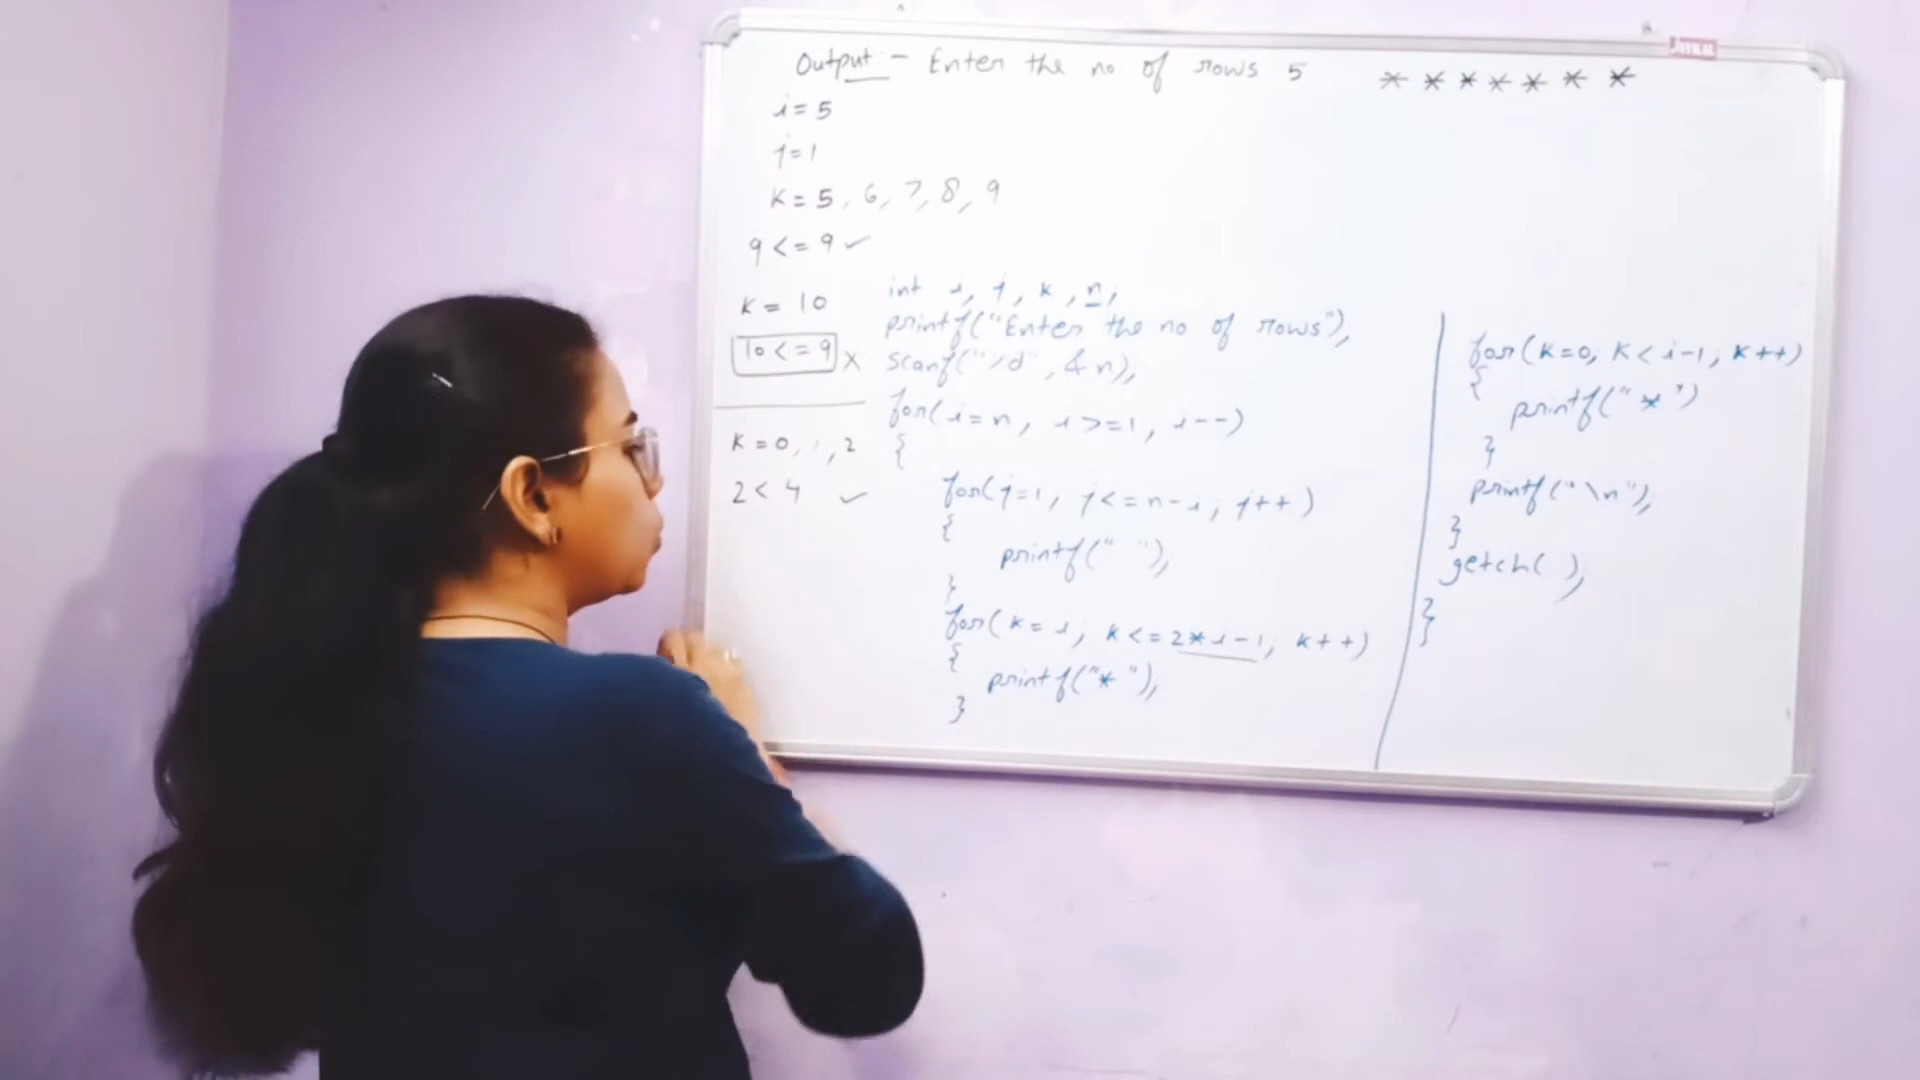 Output :- Enter the no of rows 5 * * * * * * *
i = 5
j = 1
K = 5, 6, 7, 8, 9
9 <= 9 ✓
K = 10
10 <= 9 X
K = 0, 1, 2
2 < 4 ✓
int i, j, k, n;
printf("Enter the no of rows");
scanf("%d", &n);
for(i=n, i>=1, i--)
{
for(j=1, j<=n-i, j++)
{
printf(" ");
}
for(k=i; k<=2*i-1; k++)
{
printf("* ");
}
for(k=0; k<i-1; k++)
{
printf("* ")
}
printf("\n");
}
getch( );
}